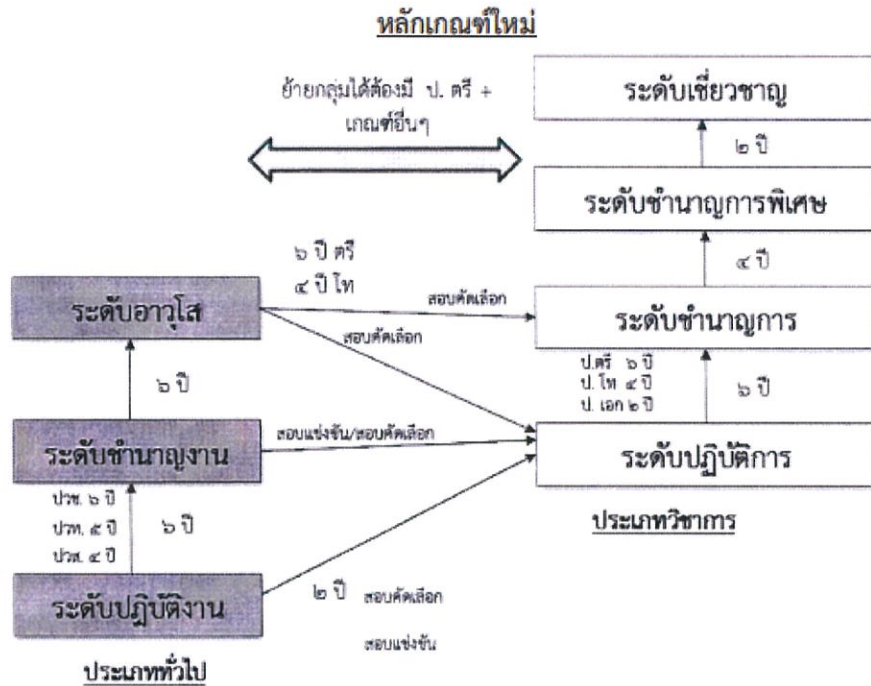 หลักเกณฑ์ใหม่
ย้ายกลุ่มได้ต้องมี ป. ตรี +
เกณฑ์อื่นๆ
ระดับเชี่ยวชาญ
๒ ปี
ระดับชำนาญการพิเศษ
๔ ปี
๖ ปี ตรี
๔ ปี โท
ระดับอาวุโส
สอบคัดเลือก
สอบคัดเลือก
ระดับชำนาญการ
๖ ปี
ป.ตรี ๖ ปี
ป. โท ๔ ปี
ป. เอก ๒ ปี
๖ ปี
ระดับชำนาญงาน
สอบแข่งขัน/สอบคัดเลือก
ระดับปฏิบัติการ
ปวช. ๖ ปี
ปวท. ๕ ปี
ปวส. ๔ ปี
๖ ปี
ประเภทวิชาการ
ระดับปฏิบัติงาน
๒ ปี สอบคัดเลือก
สอบแข่งขัน
ประเภททั่วไป